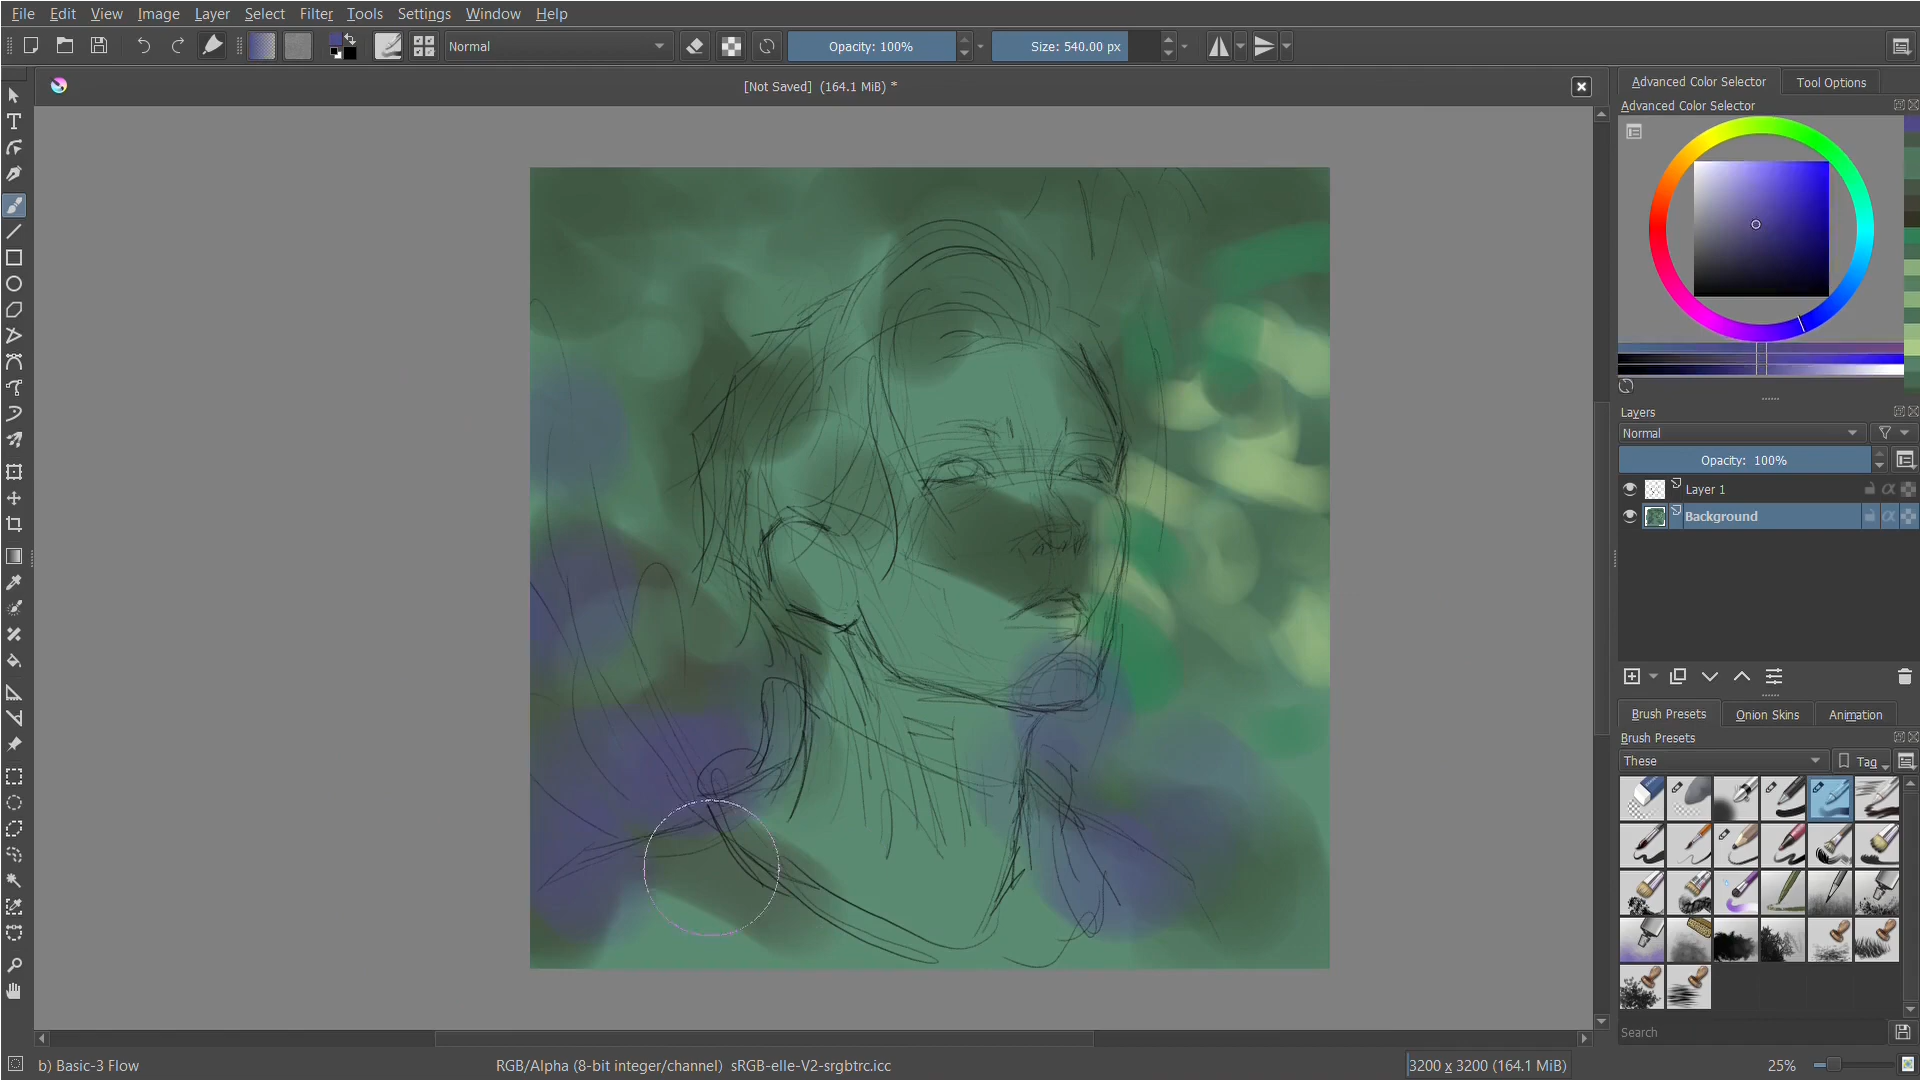 File Edit View Image Layer Select Filter Tools Settings Window Help
Normal Opacity: 100% Size: 540.00 px
[Not Saved] (164.1 MiB) *
Advanced Color Selector Tool Options
Advanced Color Selector
Layers
Normal
Opacity: 100%
Layer 1
Background
Brush Presets Onion Skins Animation
Brush Presets
These Tag
Search
b) Basic-3 Flow RGB/Alpha (8-bit integer/channel) sRGB-elle-V2-srgbtrc.icc 3200 x 3200 (164.1 MiB) 25%